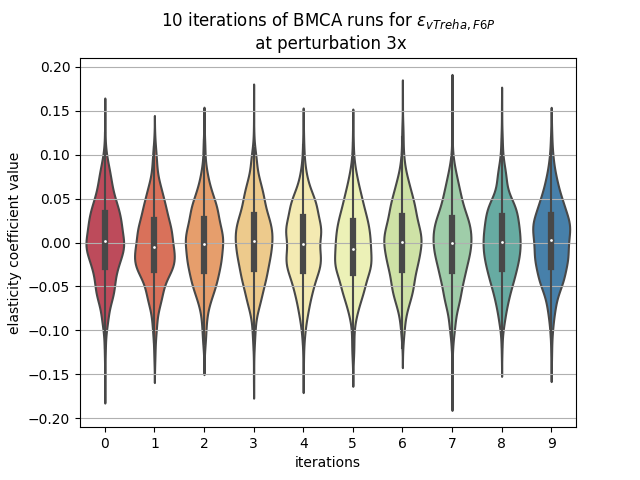 10 iterations of BMCA runs for ε_{vTreha, F6P}
at perturbation 3x
elasticity coefficient value
0.20
0.15
0.10
0.05
0.00
−0.05
−0.10
−0.15
−0.20
0 1 2 3 4 5 6 7 8 9
iterations